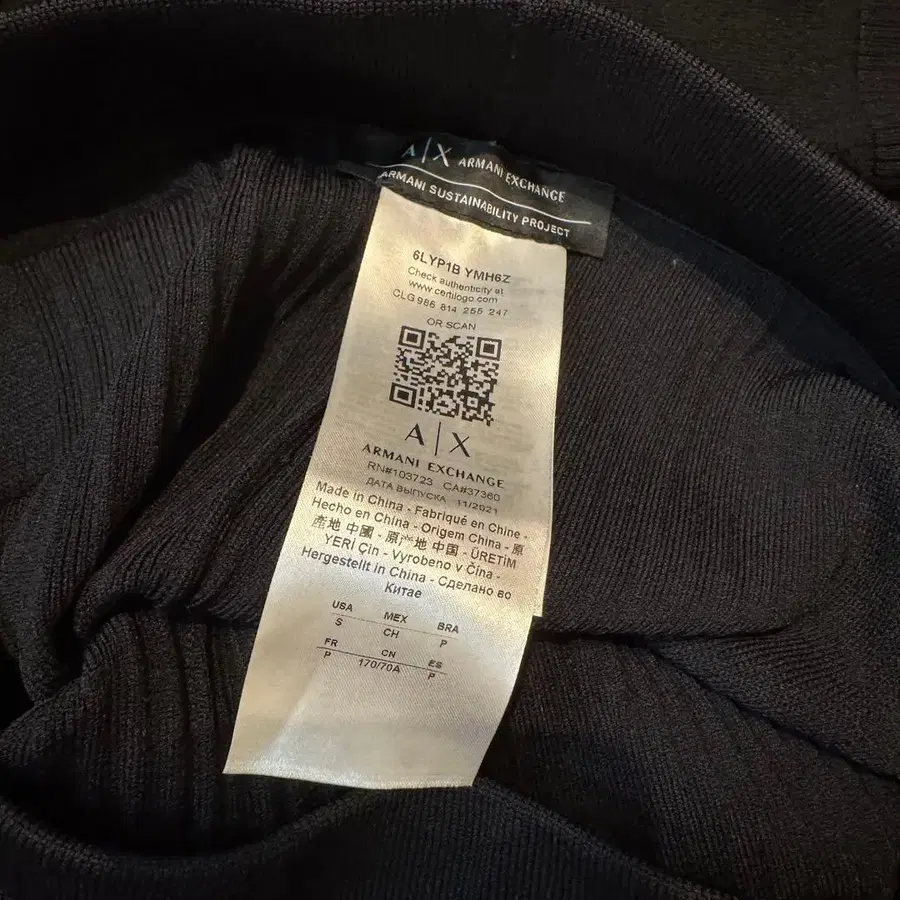 A|X ARMANI EXCHANGE
ARMANI SUSTAINABILITY PROJECT
6LYP1B YMH6Z
Check authenticity at
www.certilogo.com
CLG 986 814 255 247
OR SCAN
A|X
ARMANI EXCHANGE
RN#103723 CA#37360
ДАТА ВЫПУСКА 11/2021
Made in China - Fabriqué en Chine -
Hecho en China - Origem China - 原
產地 中國 - 原产地 中国 - ÜRETİM
YERİ Çin - Vyrobeno v Čina -
Hergestellt in China - Сделано во
Китае
USA MEX BRA
S CH P
FR CN ES
P 170/70A P